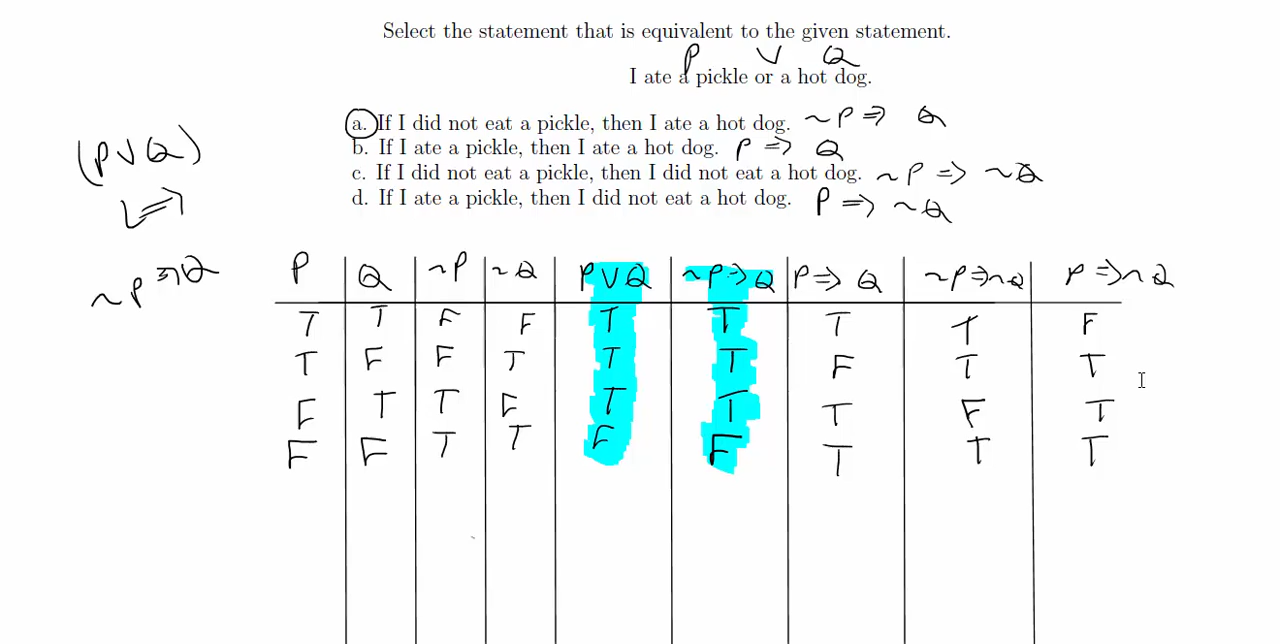 Select the statement that is equivalent to the given statement.
P V Q
I ate a pickle or a hot dog.
a. If I did not eat a pickle, then I ate a hot dog. ~P => Q
b. If I ate a pickle, then I ate a hot dog. P => Q
c. If I did not eat a pickle, then I did not eat a hot dog. ~P => ~Q
d. If I ate a pickle, then I did not eat a hot dog. P => ~Q
(P V Q)
<=>
~P => Q
P Q ~P ~Q P V Q ~P => Q P => Q ~P => ~Q P => ~Q
T T F F T T T T F
T F F T T T F T T
F T T F T T T F T
F F T T F F T T T